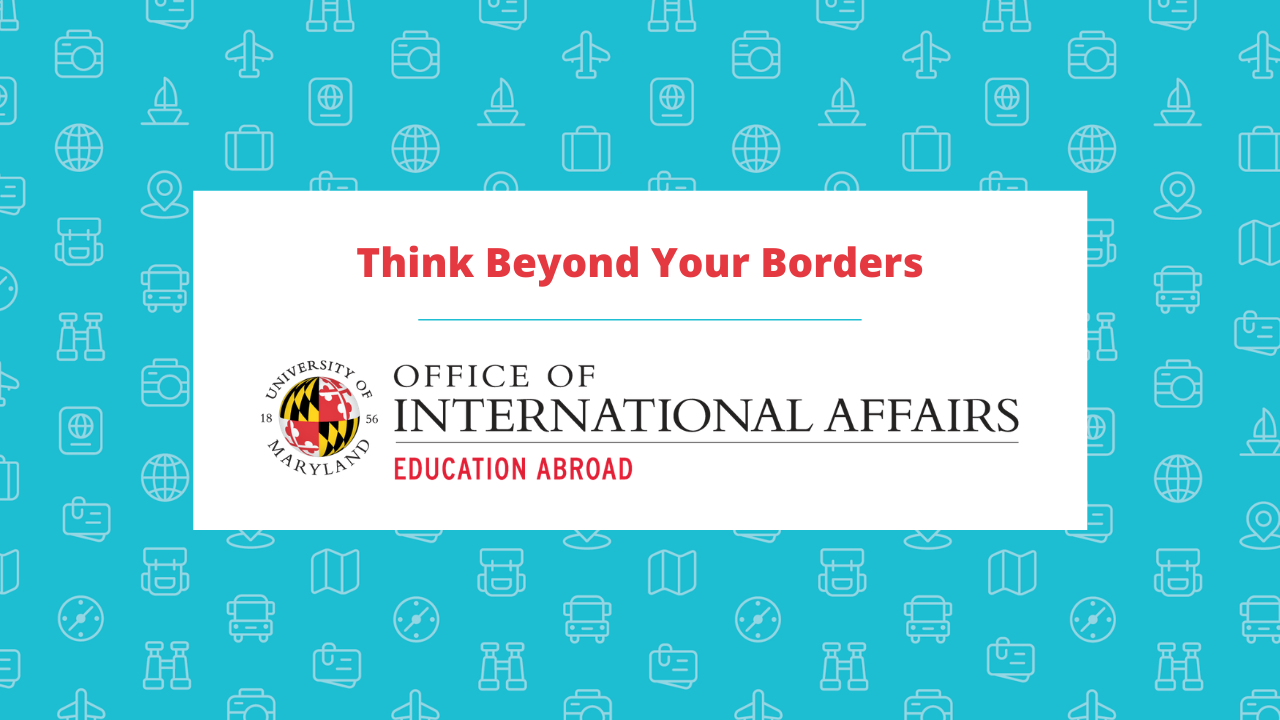 Think Beyond Your Borders
UNIVERSITY OF
18 56
MARYLAND
OFFICE OF
INTERNATIONAL AFFAIRS
EDUCATION ABROAD